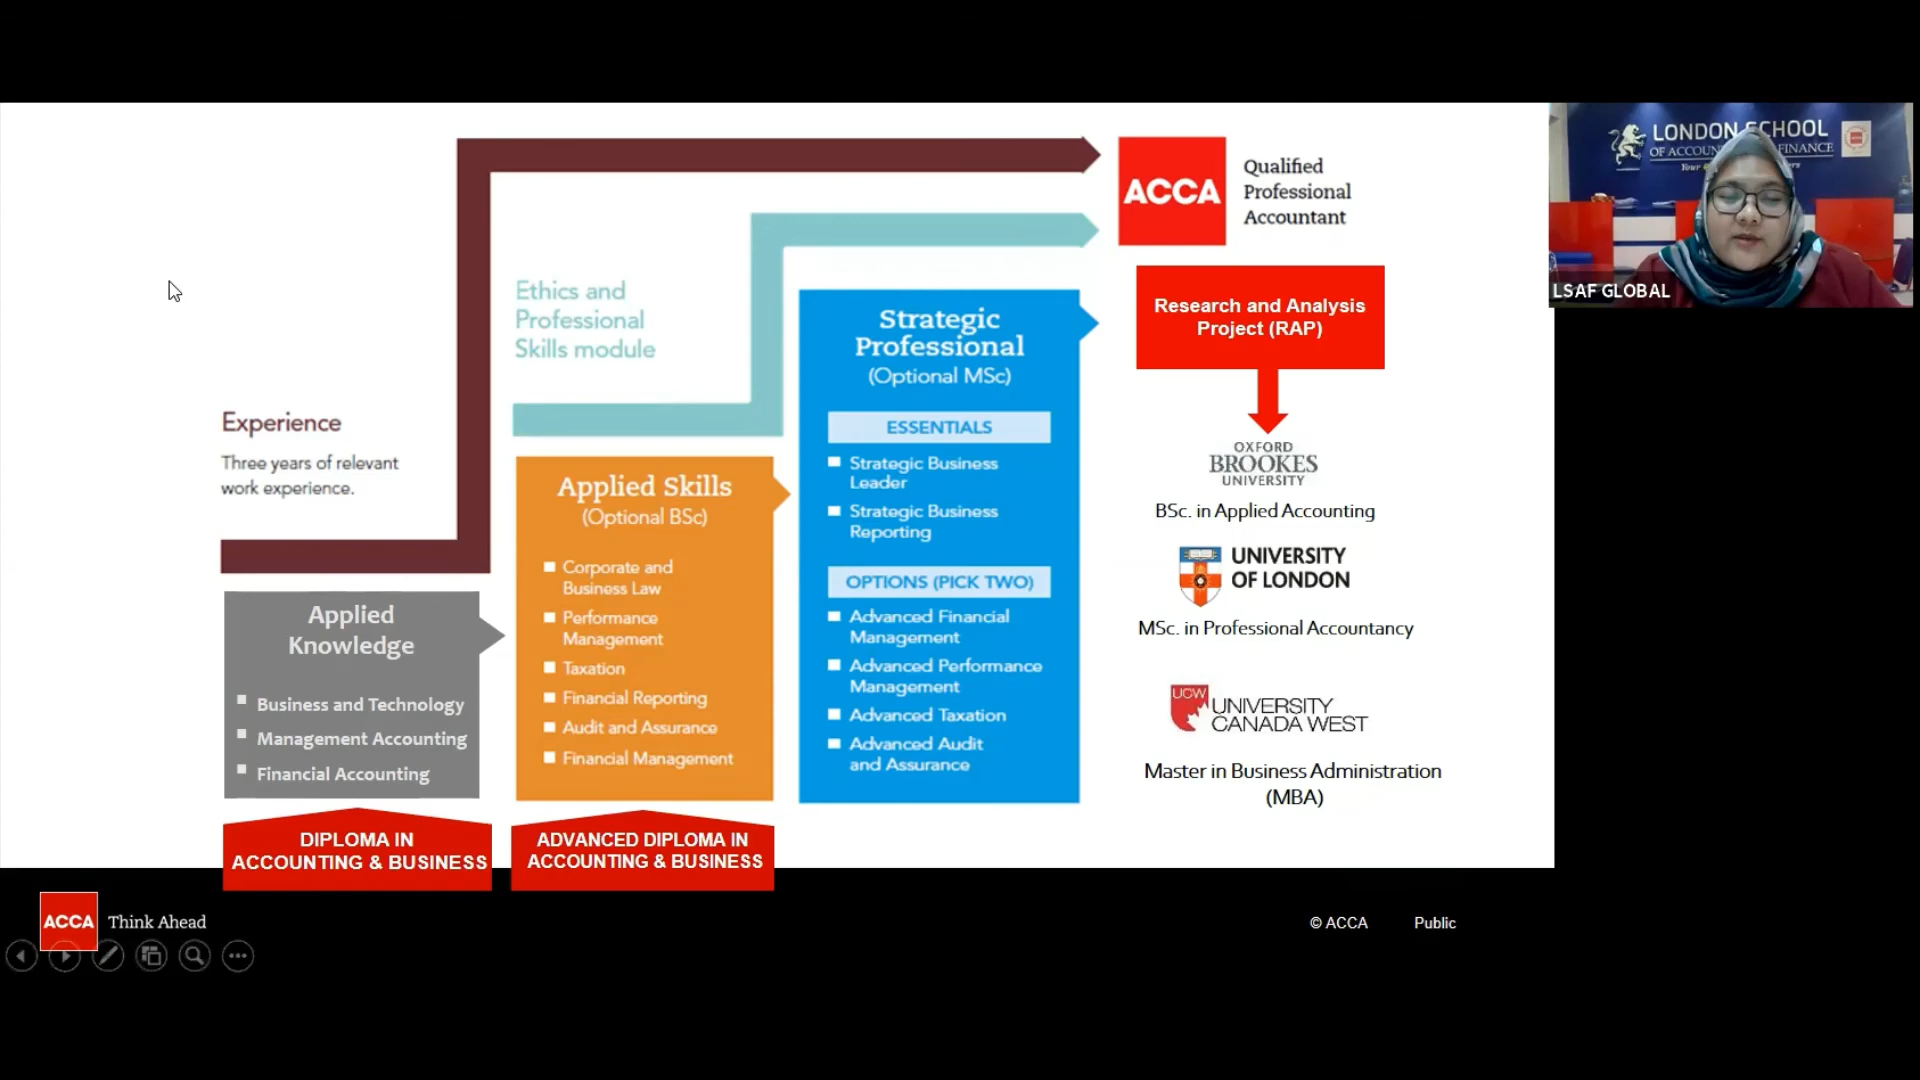 ACCA
Qualified
Professional
Accountant
LONDON SCHOOL
OF ACCOUN FINANCE
Your
LSAF GLOBAL
Ethics and
Professional
Skills module
Experience
Three years of relevant
work experience.
Applied
Knowledge
Business and Technology
Management Accounting
Financial Accounting
DIPLOMA IN
ACCOUNTING & BUSINESS
Applied Skills
(Optional BSc)
Corporate and
Business Law
Performance
Management
Taxation
Financial Reporting
Audit and Assurance
Financial Management
ADVANCED DIPLOMA IN
ACCOUNTING & BUSINESS
Strategic
Professional
(Optional MSc)
ESSENTIALS
Strategic Business
Leader
Strategic Business
Reporting
OPTIONS (PICK TWO)
Advanced Financial
Management
Advanced Performance
Management
Advanced Taxation
Advanced Audit
and Assurance
Research and Analysis
Project (RAP)
OXFORD
BROOKES
UNIVERSITY
BSc. in Applied Accounting
UNIVERSITY
OF LONDON
MSc. in Professional Accountancy
UCW
UNIVERSITY
CANADA WEST
Master in Business Administration
(MBA)
ACCA Think Ahead
© ACCA Public